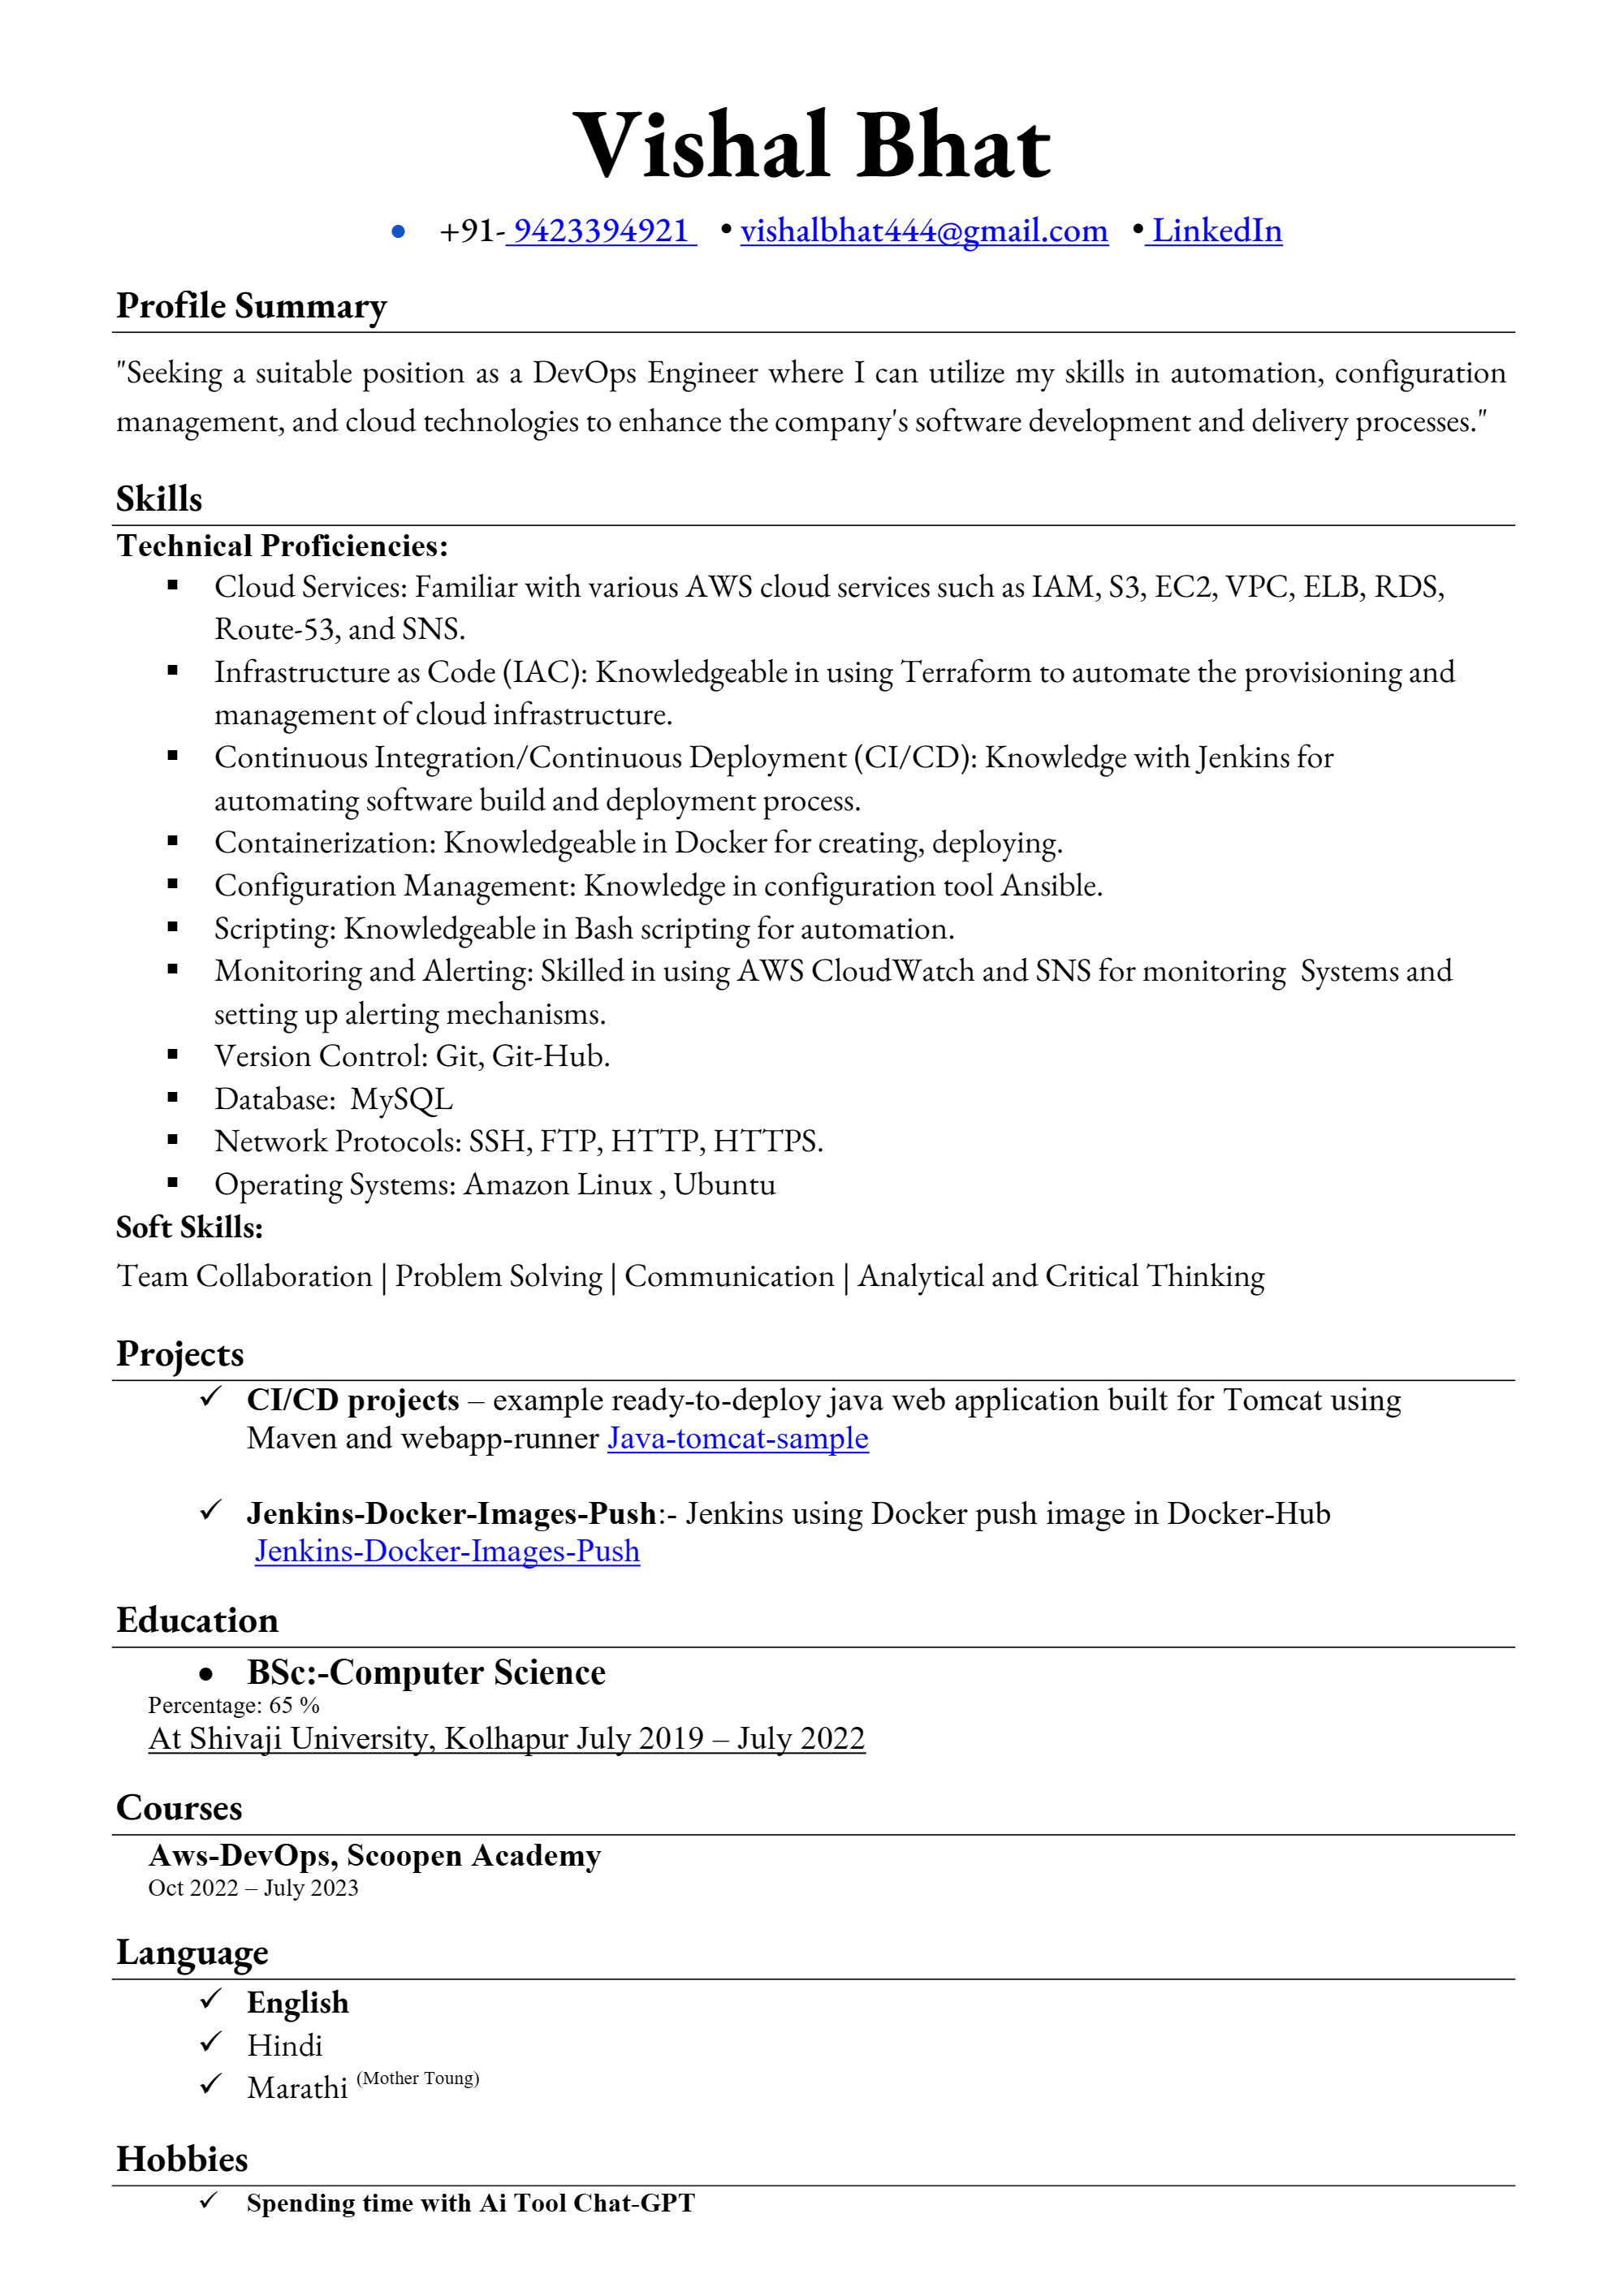 Vishal Bhat
• +91- 9423394921 • vishalbhat444@gmail.com • LinkedIn
Profile Summary
"Seeking a suitable position as a DevOps Engineer where I can utilize my skills in automation, configuration
management, and cloud technologies to enhance the company's software development and delivery processes."
Skills
Technical Proficiencies:
▪ Cloud Services: Familiar with various AWS cloud services such as IAM, S3, EC2, VPC, ELB, RDS,
Route-53, and SNS.
▪ Infrastructure as Code (IAC): Knowledgeable in using Terraform to automate the provisioning and
management of cloud infrastructure.
▪ Continuous Integration/Continuous Deployment (CI/CD): Knowledge with Jenkins for
automating software build and deployment process.
▪ Containerization: Knowledgeable in Docker for creating, deploying.
▪ Configuration Management: Knowledge in configuration tool Ansible.
▪ Scripting: Knowledgeable in Bash scripting for automation.
▪ Monitoring and Alerting: Skilled in using AWS CloudWatch and SNS for monitoring Systems and
setting up alerting mechanisms.
▪ Version Control: Git, Git-Hub.
▪ Database: MySQL
▪ Network Protocols: SSH, FTP, HTTP, HTTPS.
▪ Operating Systems: Amazon Linux , Ubuntu
Soft Skills:
Team Collaboration | Problem Solving | Communication | Analytical and Critical Thinking
Projects
✓ CI/CD projects – example ready-to-deploy java web application built for Tomcat using
Maven and webapp-runner Java-tomcat-sample
✓ Jenkins-Docker-Images-Push:- Jenkins using Docker push image in Docker-Hub
Jenkins-Docker-Images-Push
Education
• BSc:-Computer Science
Percentage: 65 %
At Shivaji University, Kolhapur July 2019 – July 2022
Courses
Aws-DevOps, Scoopen Academy
Oct 2022 – July 2023
Language
✓ English
✓ Hindi
✓ Marathi (Mother Toung)
Hobbies
✓ Spending time with Ai Tool Chat-GPT